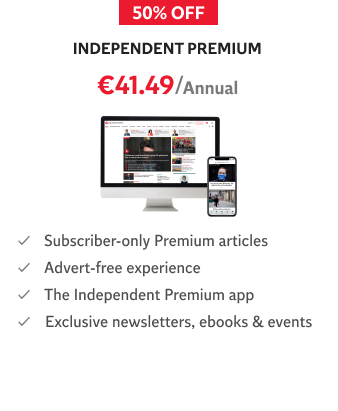 50% OFF
INDEPENDENT PREMIUM
€41.49/Annual
Subscriber-only Premium articles
Advert-free experience
The Independent Premium app
Exclusive newsletters, ebooks & events